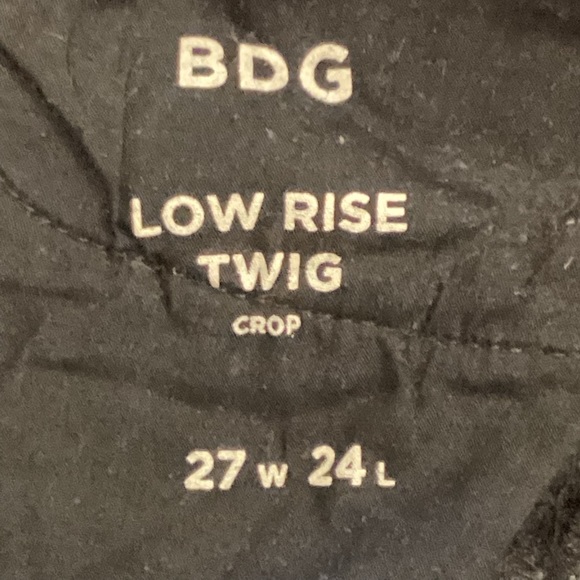 BDG
LOW RISE
TWIG
CROP
27 W 24 L